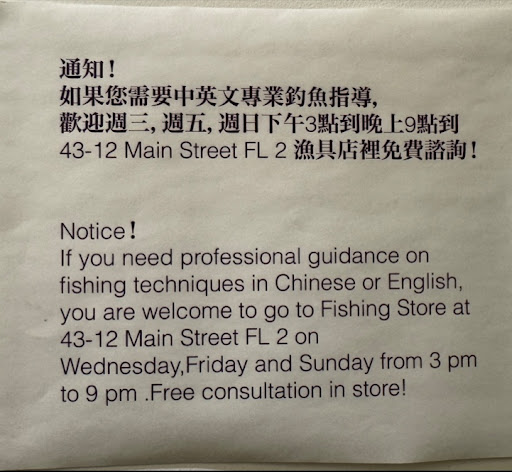 通知！
如果您需要中英文專業釣魚指導,
歡迎週三, 週五, 週日下午3點到晚上9點到
43-12 Main Street FL 2 漁具店裡免費諮詢！
Notice！
If you need professional guidance on
fishing techniques in Chinese or English,
you are welcome to go to Fishing Store at
43-12 Main Street FL 2 on
Wednesday,Friday and Sunday from 3 pm
to 9 pm .Free consultation in store!